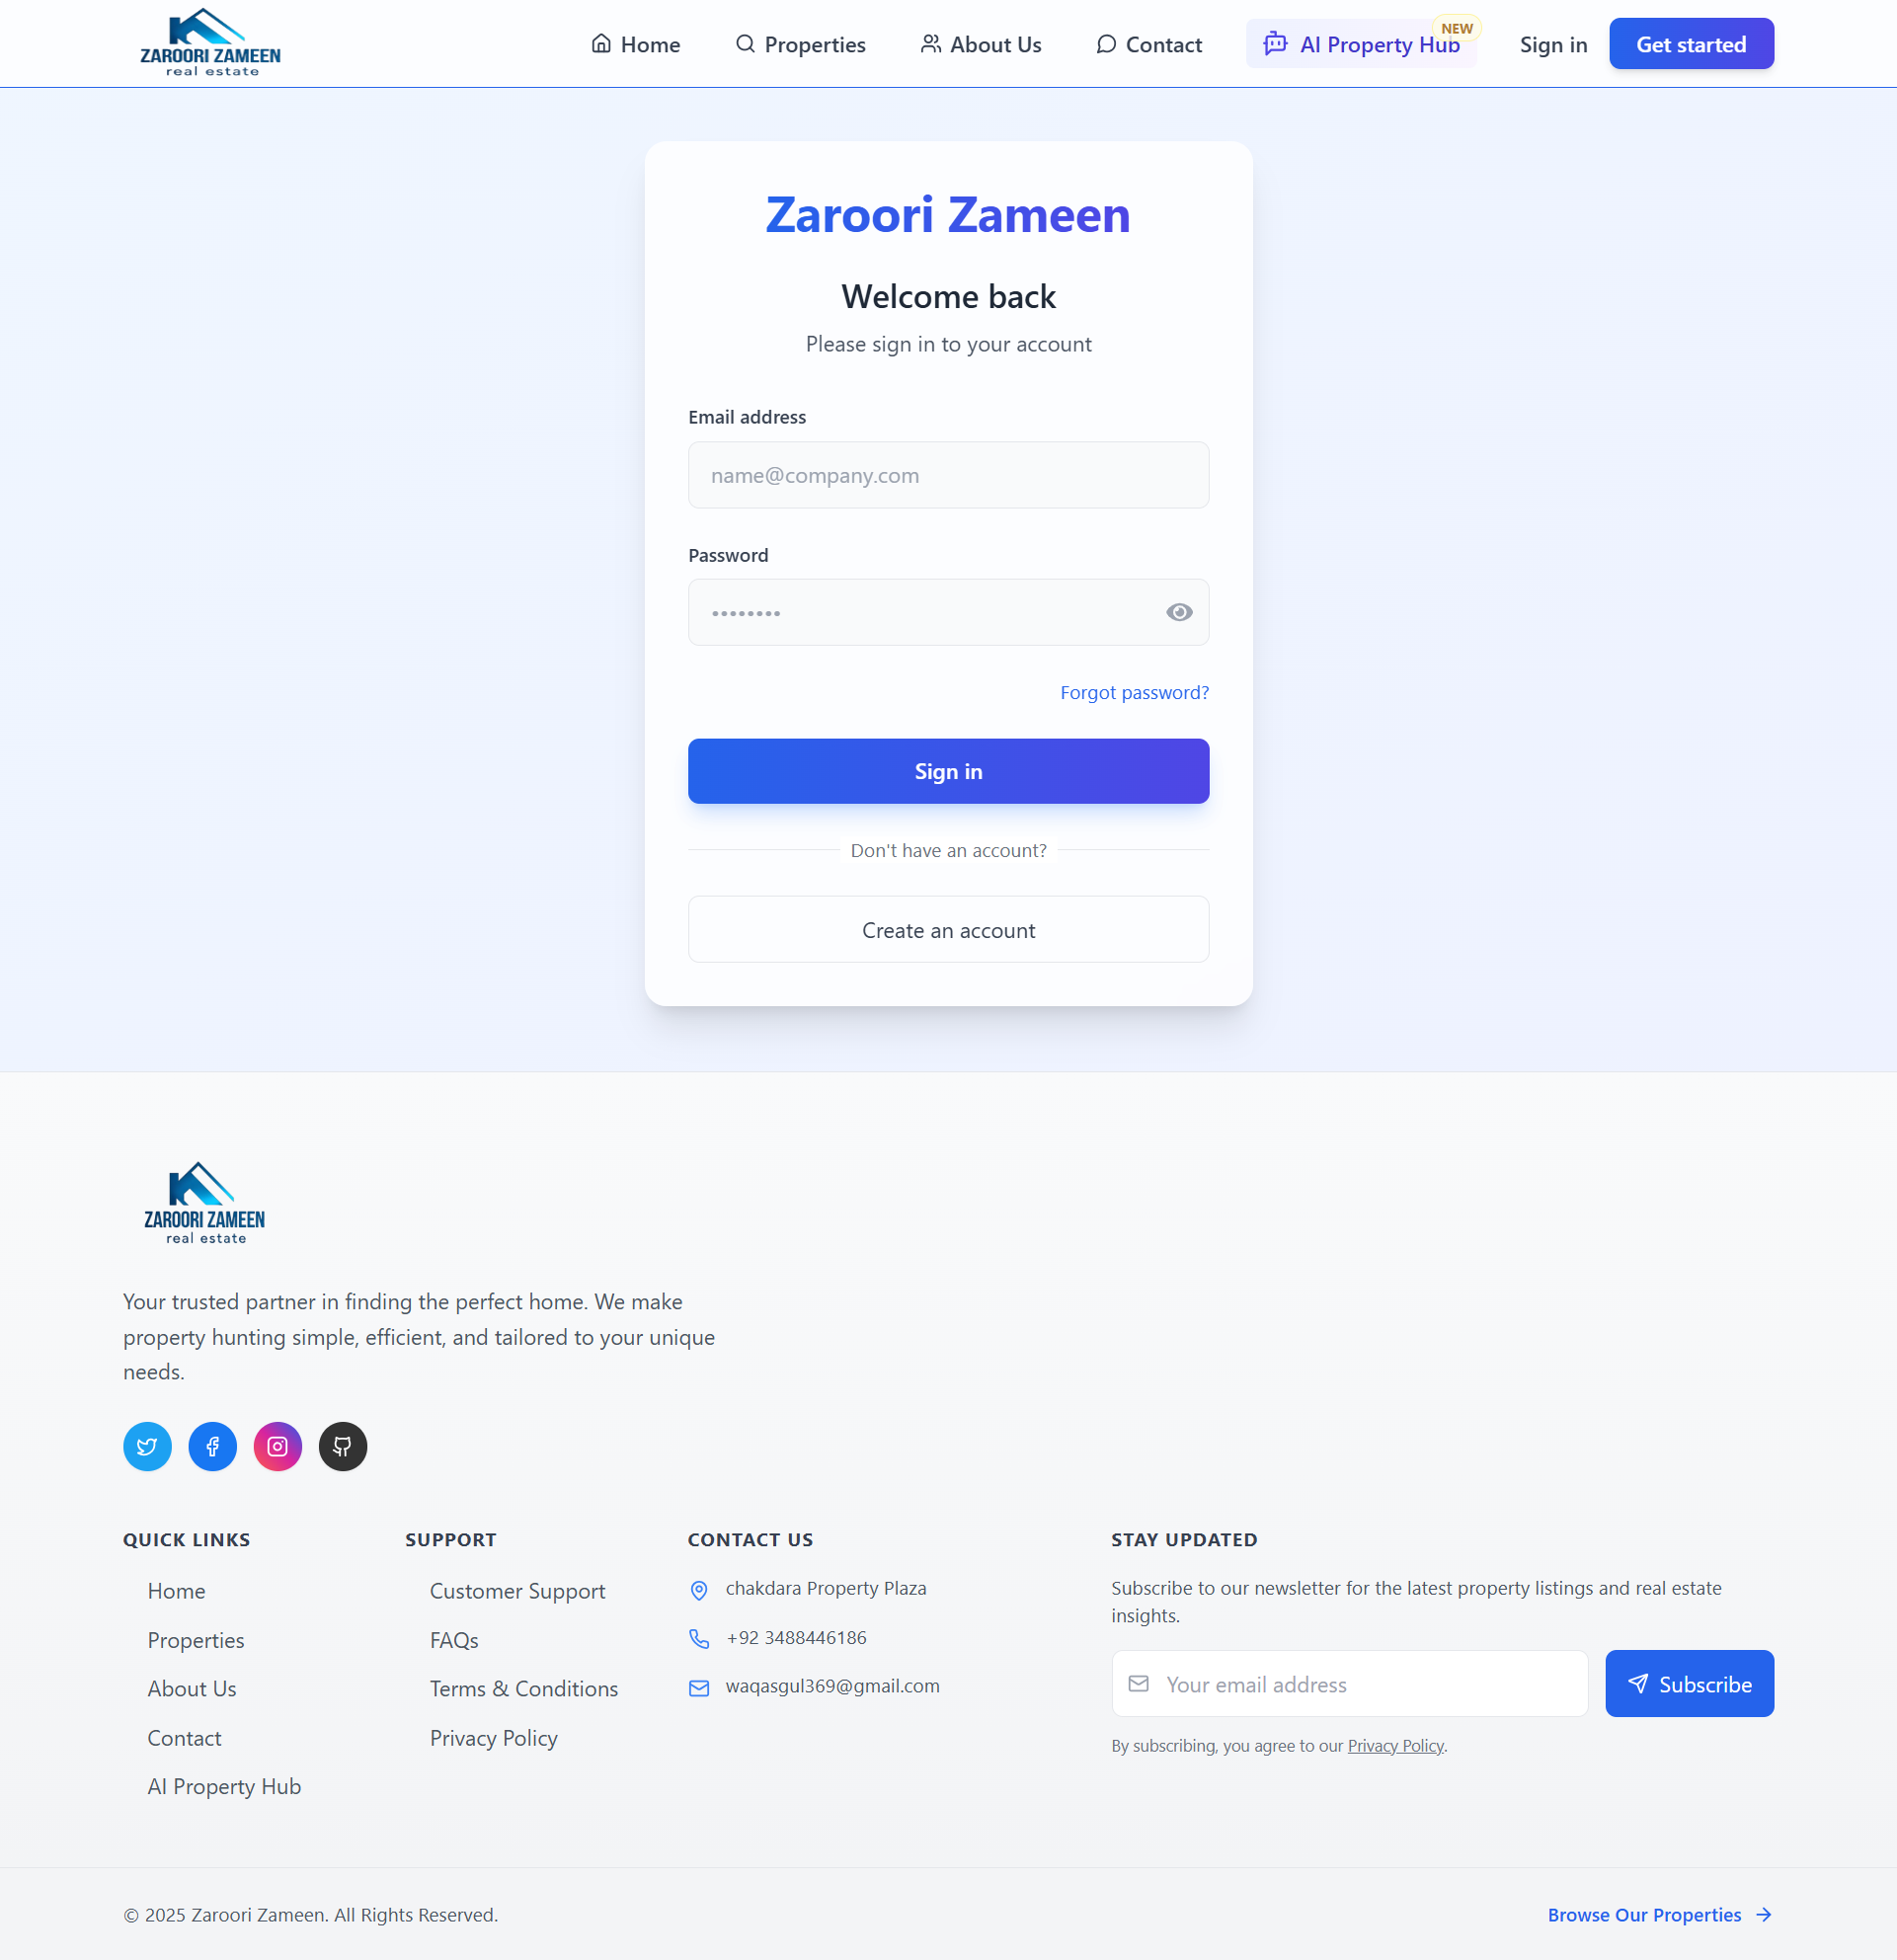 ZAROORI ZAMEEN
real estate
Home
Properties
About Us
Contact
AI Property Hub
NEW
Sign in
Get started
Zaroori Zameen
Welcome back
Please sign in to your account
Email address
name@company.com
Password
••••••••
Forgot password?
Sign in
Don't have an account?
Create an account
ZAROORI ZAMEEN
real estate
Your trusted partner in finding the perfect home. We make
property hunting simple, efficient, and tailored to your unique
needs.
QUICK LINKS
Home
Properties
About Us
Contact
AI Property Hub
SUPPORT
Customer Support
FAQs
Terms & Conditions
Privacy Policy
CONTACT US
chakdara Property Plaza
+92 3488446186
waqasgul369@gmail.com
STAY UPDATED
Subscribe to our newsletter for the latest property listings and real estate
insights.
Your email address
Subscribe
By subscribing, you agree to our Privacy Policy.
© 2025 Zaroori Zameen. All Rights Reserved.
Browse Our Properties